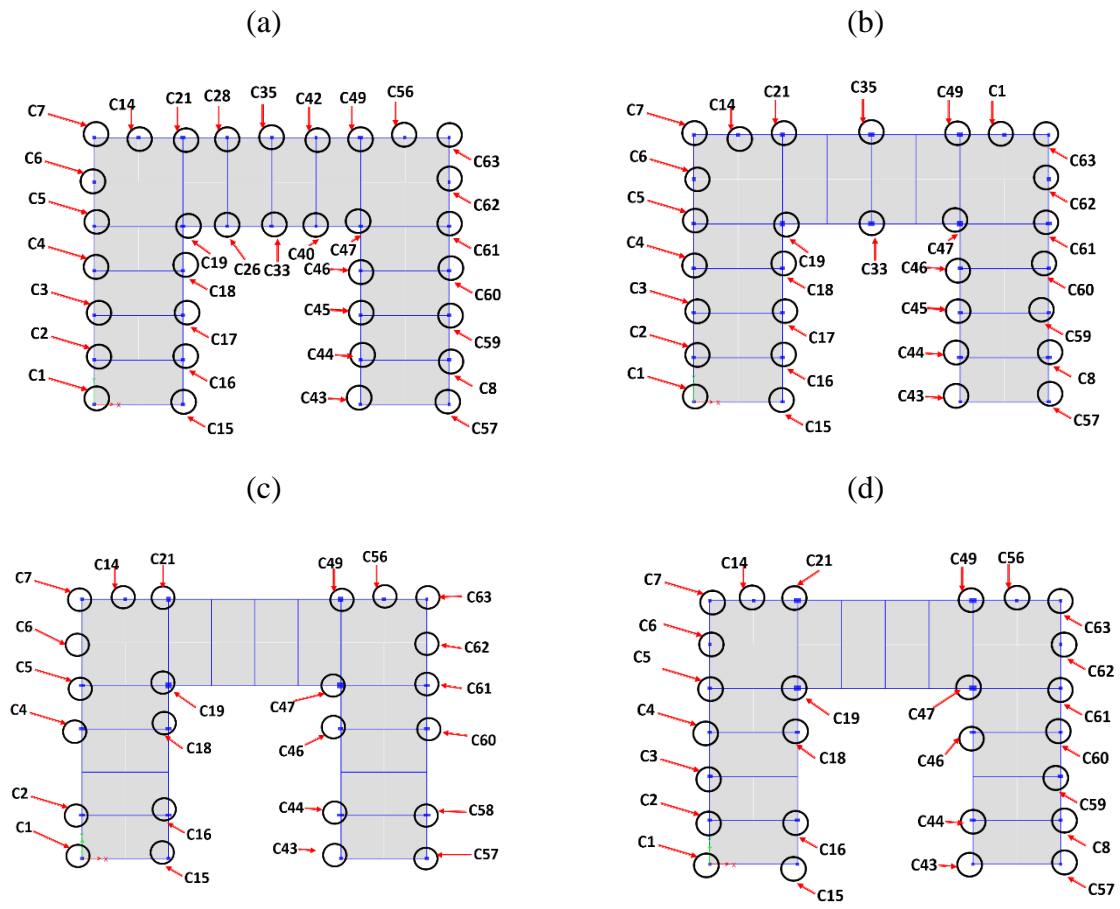 (a)
(b)
C7 C14 C21 C28 C35 C42 C49 C56
C63
C6
C62
C5
C61
C4
C60
C3
C59
C2
C8
C1
C57
C19 C26 C33 C40 C47
C18
C46
C17
C45
C16
C44
C15
C43
x
C7 C14 C21 C35 C49 C1
C63
C6
C62
C5
C61
C4
C60
C3
C59
C2
C8
C1
C57
C19 C33 C47
C18
C46
C17
C45
C16
C44
C15
C43
x
(c)
(d)
C7 C14 C21 C49 C56 C63
C6
C62
C5
C61
C4
C60
C2
C58
C1
C57
C19 C47
C18
C46
C16
C44
C15
C43
x
C7 C14 C21 C49 C56
C63
C6
C62
C5
C61
C4
C60
C3
C59
C2
C8
C1
C57
C19 C47
C18
C46
C16
C44
C15
C43
x